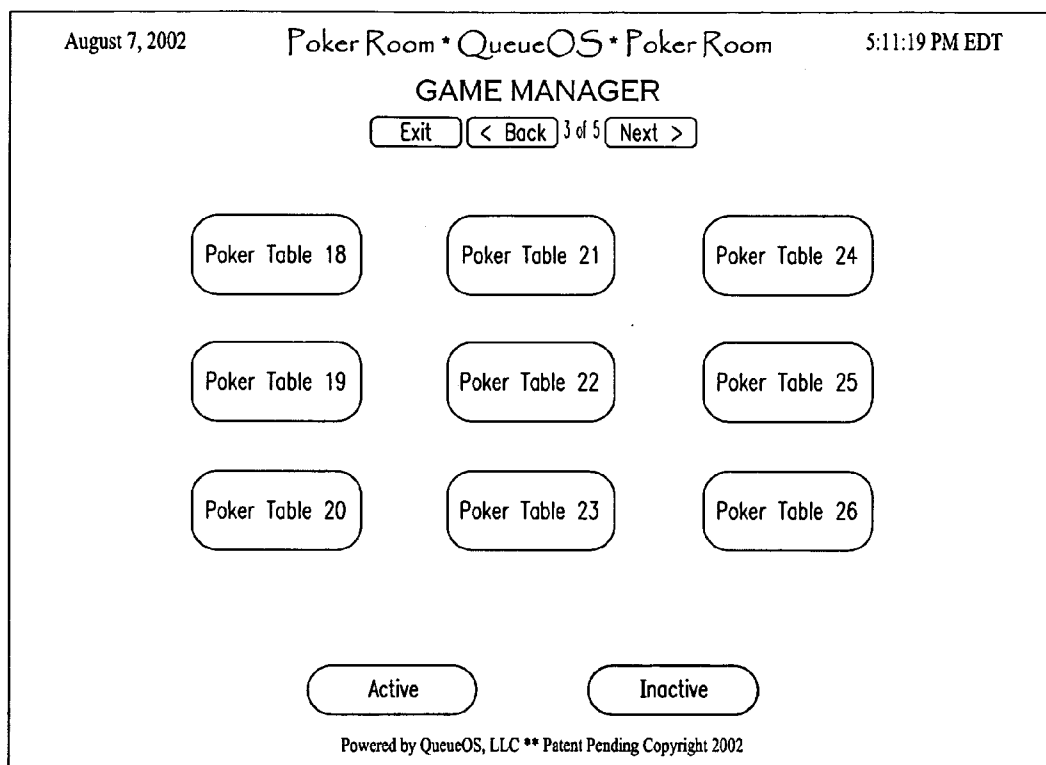 August 7, 2002 Poker Room * QueueOS * Poker Room 5:11:19 PM EDT
GAME MANAGER
Exit < Back 3 of 5 Next >
Poker Table 18 Poker Table 21 Poker Table 24
Poker Table 19 Poker Table 22 Poker Table 25
Poker Table 20 Poker Table 23 Poker Table 26
Active Inactive
Powered by QueueOS, LLC ** Patent Pending Copyright 2002